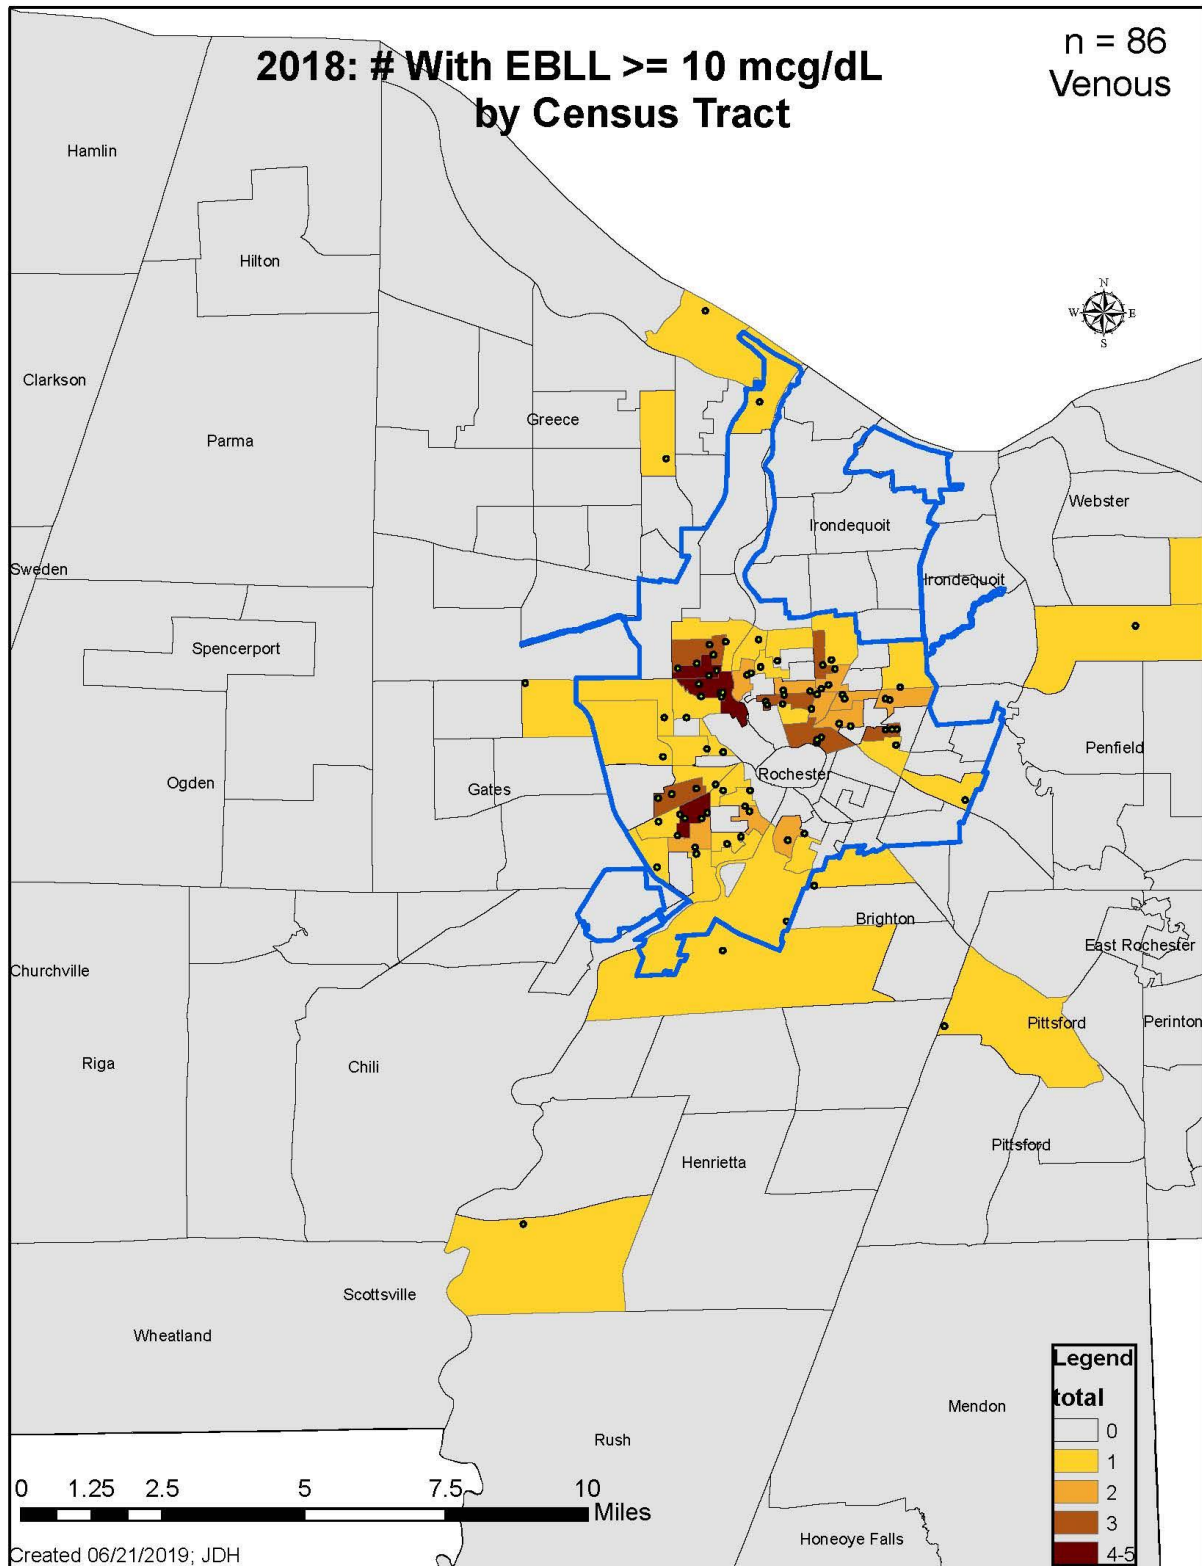 2018: # With EBLL >= 10 mcg/dL
by Census Tract
n = 86
Venous
Hamlin
Hilton
N
W E
S
Clarkson
Parma
Greece
Webster
Irondequoit
Sweden
Irondequoit
Spencerport
Penfield
Rochester
Ogden
Gates
Brighton
East Rochester
Churchville
Pittsford
Perinton
Riga
Chili
Pittsford
Henrietta
Scottsville
Wheatland
Mendon
Rush
Honeoye Falls
Legend
total
0
1
2
3
4-5
0 1.25 2.5 5 7.5 10
Miles
Created 06/21/2019; JDH